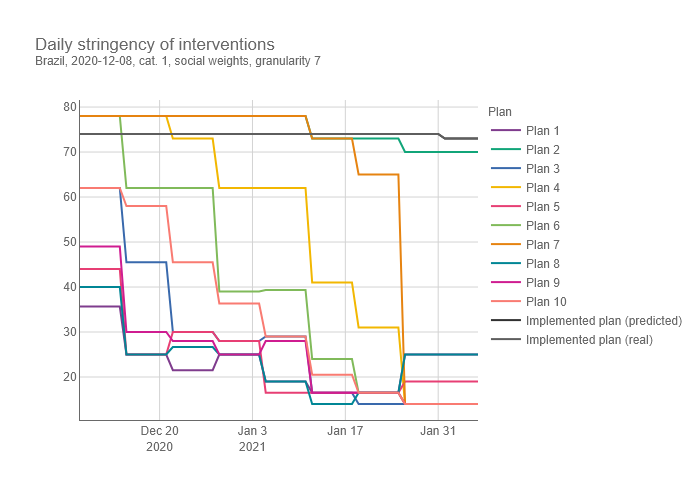 Daily stringency of interventions
Brazil, 2020-12-08, cat. 1, social weights, granularity 7
80
70
60
50
40
30
20
Dec 20
2020
Jan 3
2021
Jan 17
Jan 31
Plan
Plan 1
Plan 2
Plan 3
Plan 4
Plan 5
Plan 6
Plan 7
Plan 8
Plan 9
Plan 10
Implemented plan (predicted)
Implemented plan (real)